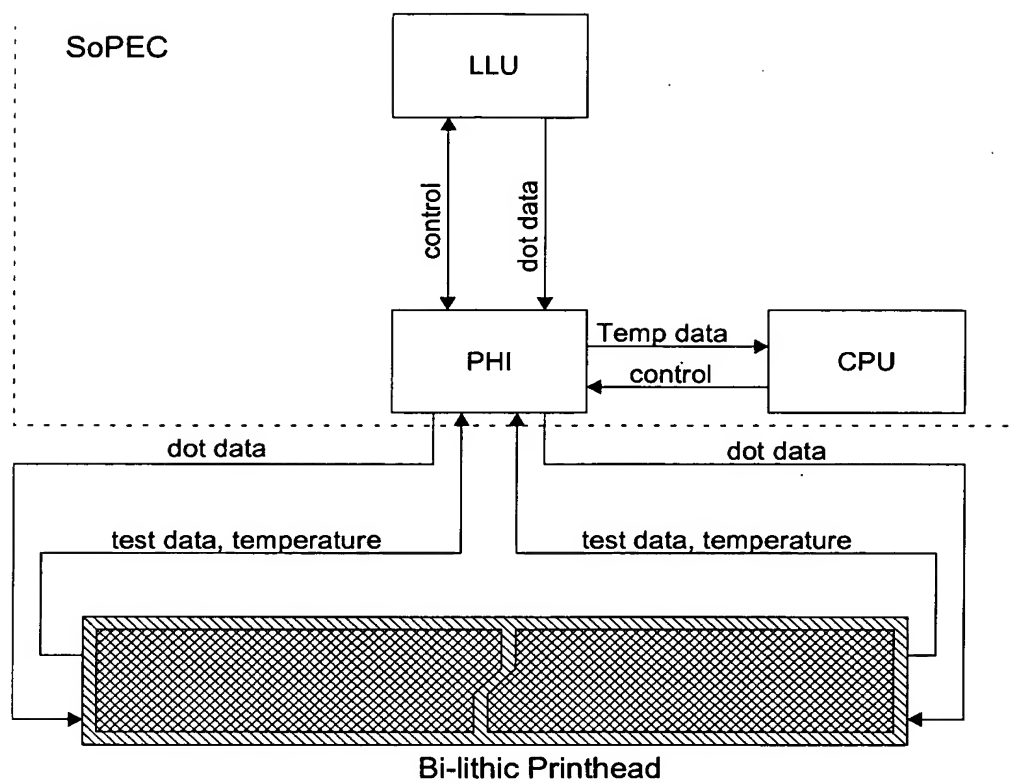 SoPEC
LLU
control
dot data
PHI
Temp data
control
CPU
dot data
dot data
test data, temperature
test data, temperature
Bi-lithic Printhead